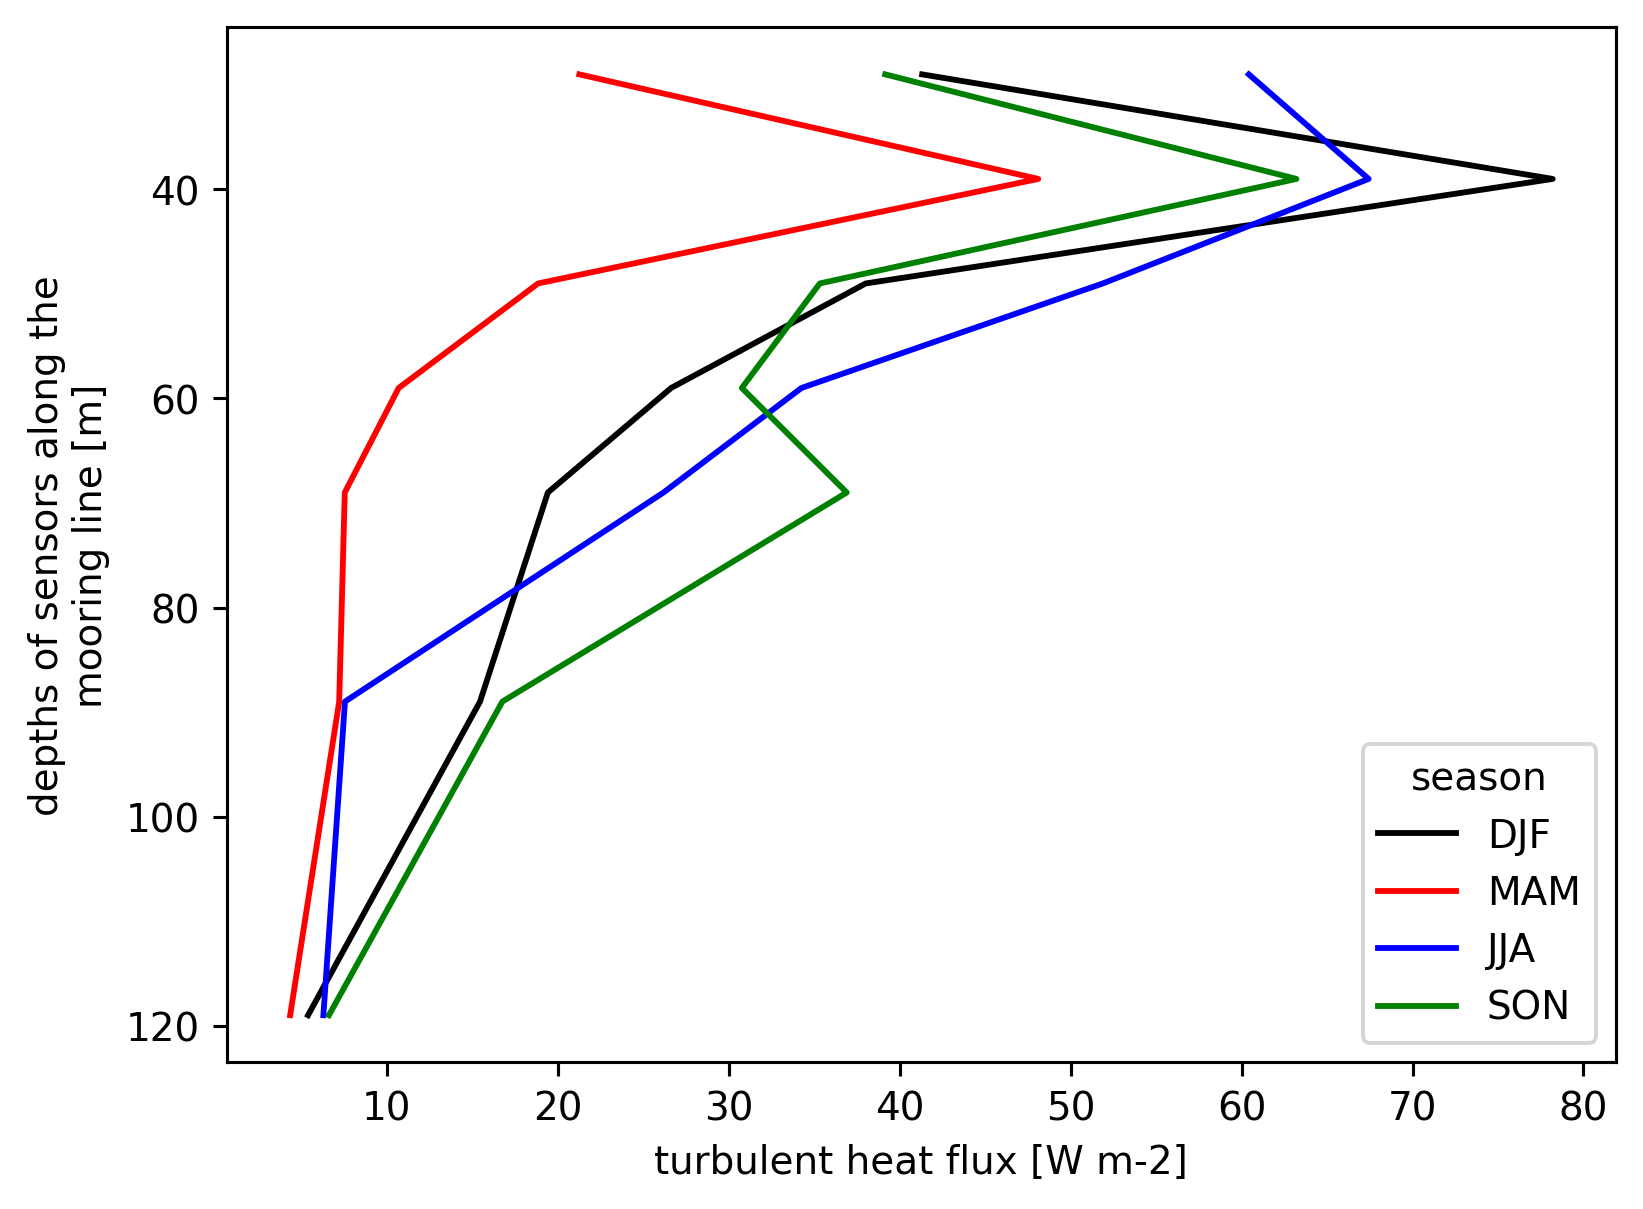 depths of sensors along the
mooring line [m]
40
60
80
100
120
10 20 30 40 50 60 70 80
turbulent heat flux [W m-2]
season
DJF
MAM
JJA
SON